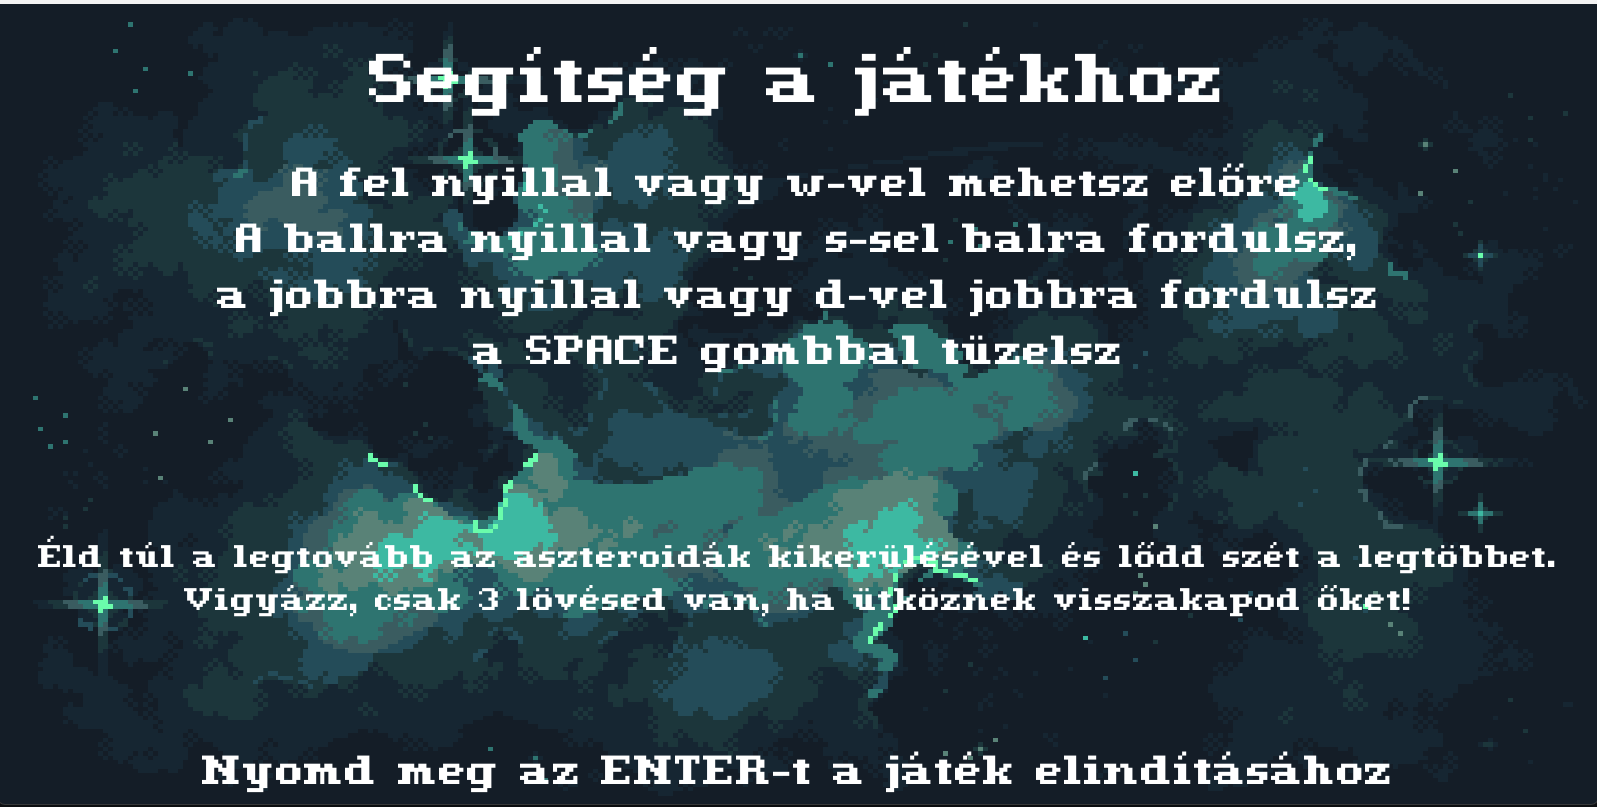 Segítség a játékhoz
A fel nyillal vagy w-vel mehetsz előre
A ballra nyillal vagy s-sel balra fordulsz,
a jobbra nyillal vagy d-vel jobbra fordulsz
a SPACE gombbal tüzelsz
Éld túl a legtovább az aszteroidák kikerülésével és lődd szét a legtöbbet.
Vigyázz, csak 3 lövésed van, ha ütköznek visszakapod őket!
Nyomd meg az ENTER-t a játék elindításához